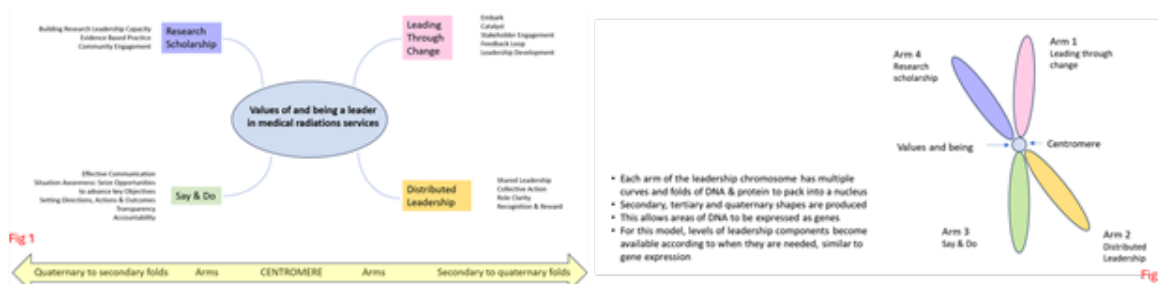 Building Research Leadership Capacity
Evidence Based Practice
Community Engagement
Research
Scholarship
Leading
Through
Change
Embark
Catalyst
Stakeholder Engagement
Feedback Loop
Leadership Development
Values of and being a leader
in medical radiations services
Effective Communication
Situation Awareness: Seize Opportunities
to advance key Objectives
Setting Directions, Actions & Outcomes
Transparency
Accountability
Say & Do
Distributed
Leadership
Shared Leadership
Collective Action
Role Clarity
Recognition & Reward
Fig 1
Quaternary to secondary folds
Arms
CENTROMERE
Arms
Secondary to quaternary folds
Arm 1
Leading through
change
Arm 4
Research
scholarship
Values and being
Centromere
• Each arm of the leadership chromosome has multiple
curves and folds of DNA & protein to pack into a nucleus
• Secondary, tertiary and quaternary shapes are produced
• This allows areas of DNA to be expressed as genes
• For this model, levels of leadership components become
available according to when they are needed, similar to
gene expression
Arm 3
Say & Do
Arm 2
Distributed
Leadership
Fig